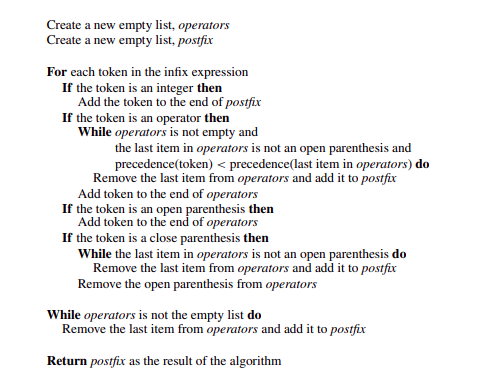 Create a new empty list, operators
Create a new empty list, postfix
For each token in the infix expression
If the token is an integer then
Add the token to the end of postfix
If the token is an operator then
While operators is not empty and
the last item in operators is not an open parenthesis and
precedence(token) < precedence(last item in operators) do
Remove the last item from operators and add it to postfix
Add token to the end of operators
If the token is an open parenthesis then
Add token to the end of operators
If the token is a close parenthesis then
While the last item in operators is not an open parenthesis do
Remove the last item from operators and add it to postfix
Remove the open parenthesis from operators
While operators is not the empty list do
Remove the last item from operators and add it to postfix
Return postfix as the result of the algorithm